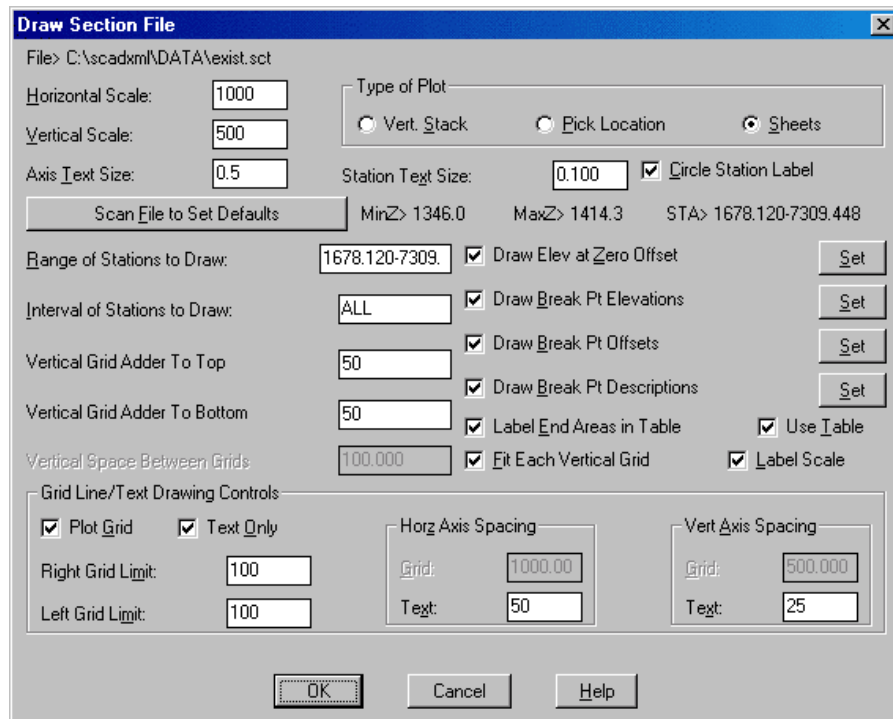 Draw Section File
File> C:\scadxml\DATA\exist.sct
Horizontal Scale: 1000
Type of Plot
Vert. Stack Pick Location Sheets
Vertical Scale: 500
Axis Text Size: 0.5
Station Text Size: 0.100 Circle Station Label
Scan File to Set Defaults MinZ> 1346.0 MaxZ> 1414.3 STA> 1678.120-7309.448
Range of Stations to Draw: 1678.120-7309. Draw Elev at Zero Offset Set
Interval of Stations to Draw: ALL Draw Break Pt Elevations Set
Vertical Grid Adder To Top 50 Draw Break Pt Offsets Set
Draw Break Pt Descriptions Set
Vertical Grid Adder To Bottom 50 Label End Areas in Table Use Table
Vertical Space Between Grids 100.000 Fit Each Vertical Grid Label Scale
Grid Line/Text Drawing Controls
Plot Grid Text Only Horz Axis Spacing Vert Axis Spacing
Right Grid Limit: 100 Grid: 1000.00 Grid: 500.000
Left Grid Limit: 100 Text: 50 Text: 25
OK Cancel Help